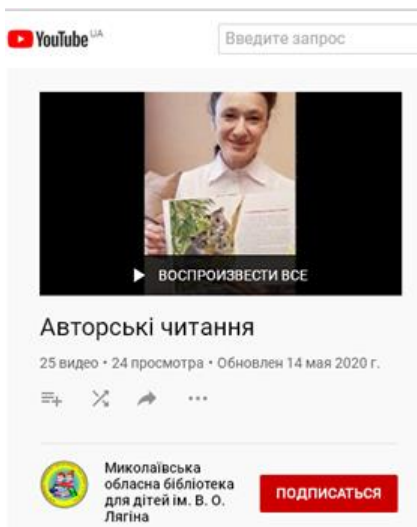 YouTube UA
Введите запрос
ВОСПРОИЗВЕСТИ ВСЕ
Авторські читання
25 видео • 24 просмотра • Обновлен 14 мая 2020 г.
Миколаївська
обласна бібліотека
для дітей ім. В. О.
Лягіна
ПОДПИСАТЬСЯ